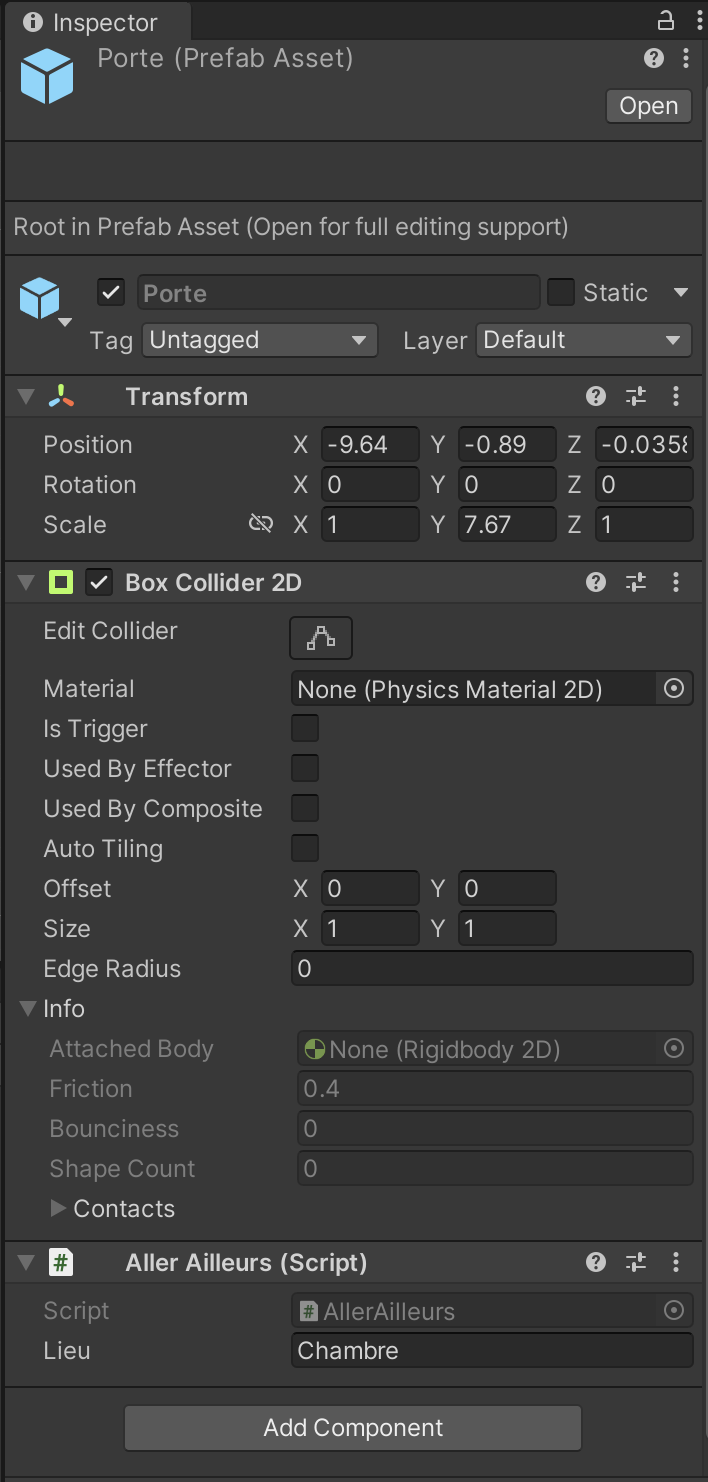 Inspector
Porte (Prefab Asset)
Open
Root in Prefab Asset (Open for full editing support)
Porte Static
Tag Untagged Layer Default
Transform
Position X -9.64 Y -0.89 Z -0.0358
Rotation X 0 Y 0 Z 0
Scale X 1 Y 7.67 Z 1
Box Collider 2D
Edit Collider
Material None (Physics Material 2D)
Is Trigger
Used By Effector
Used By Composite
Auto Tiling
Offset X 0 Y 0
Size X 1 Y 1
Edge Radius 0
Info
Attached Body None (Rigidbody 2D)
Friction 0.4
Bounciness 0
Shape Count 0
Contacts
# Aller Ailleurs (Script)
Script # AllerAilleurs
Lieu Chambre
Add Component